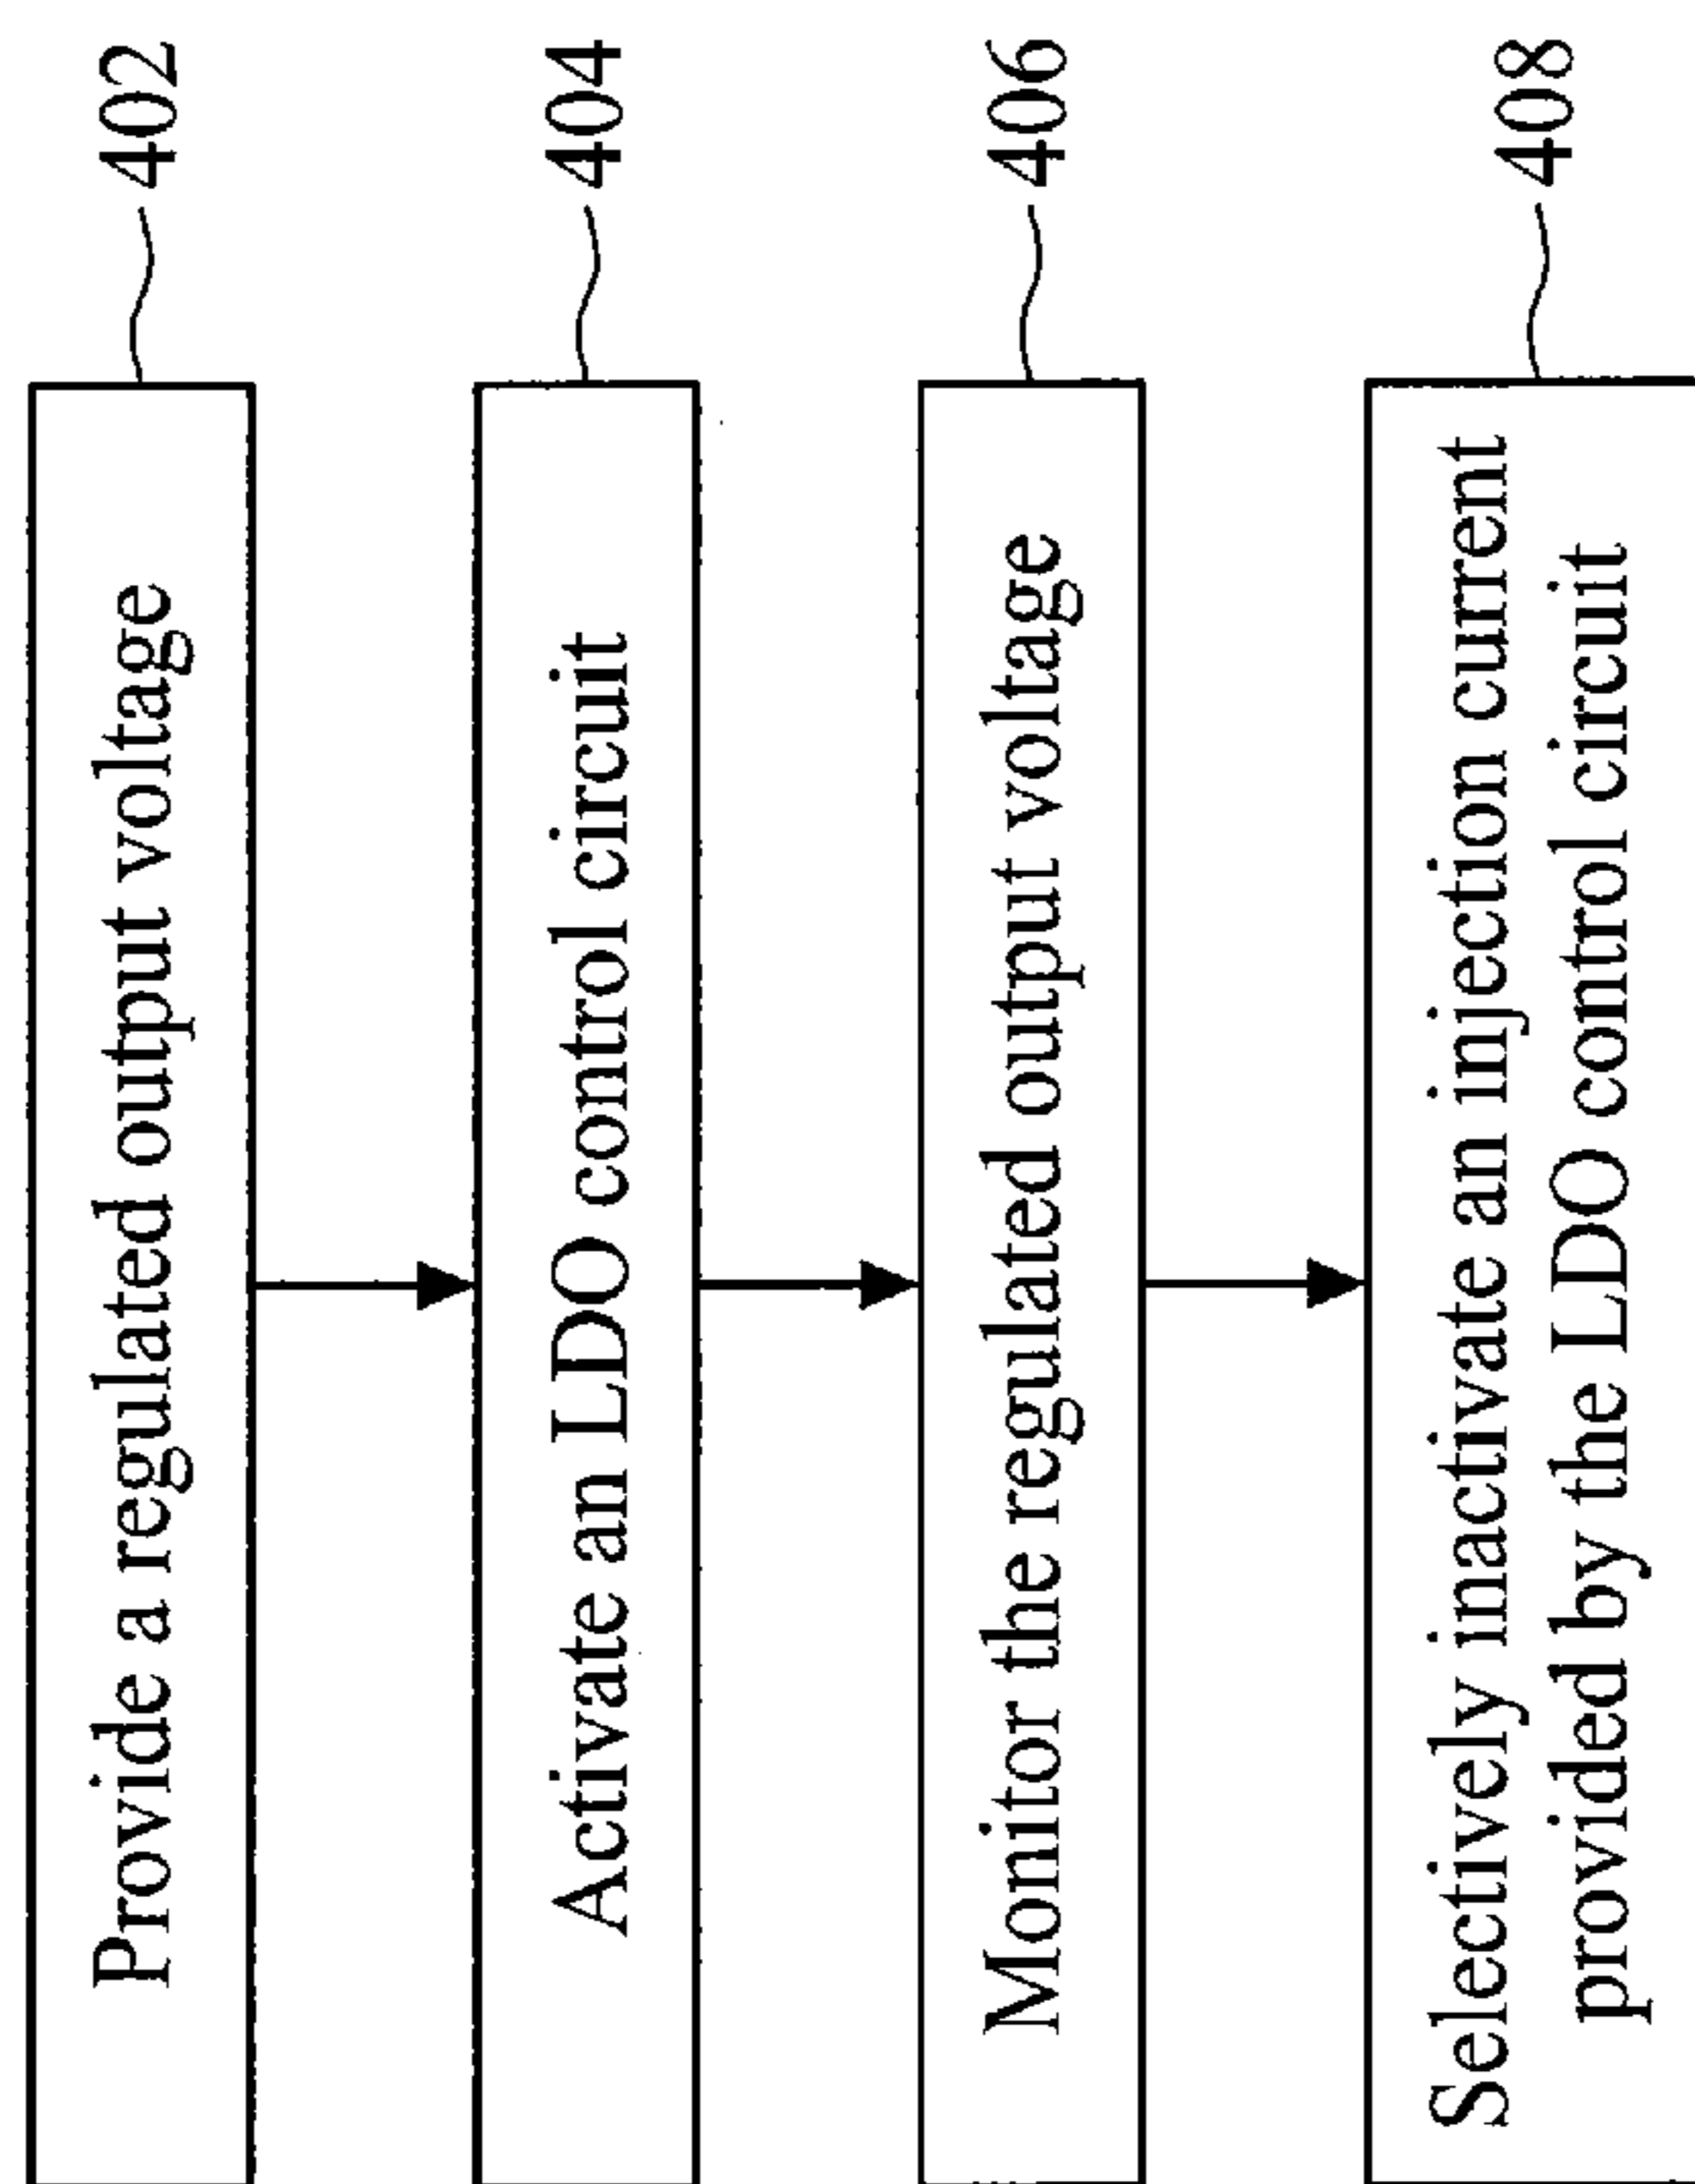 Provide a regulated output voltage
402
Activate an LDO control circuit
404
Monitor the regulated output voltage
406
Selectively inactivate an injection current
provided by the LDO control circuit
408